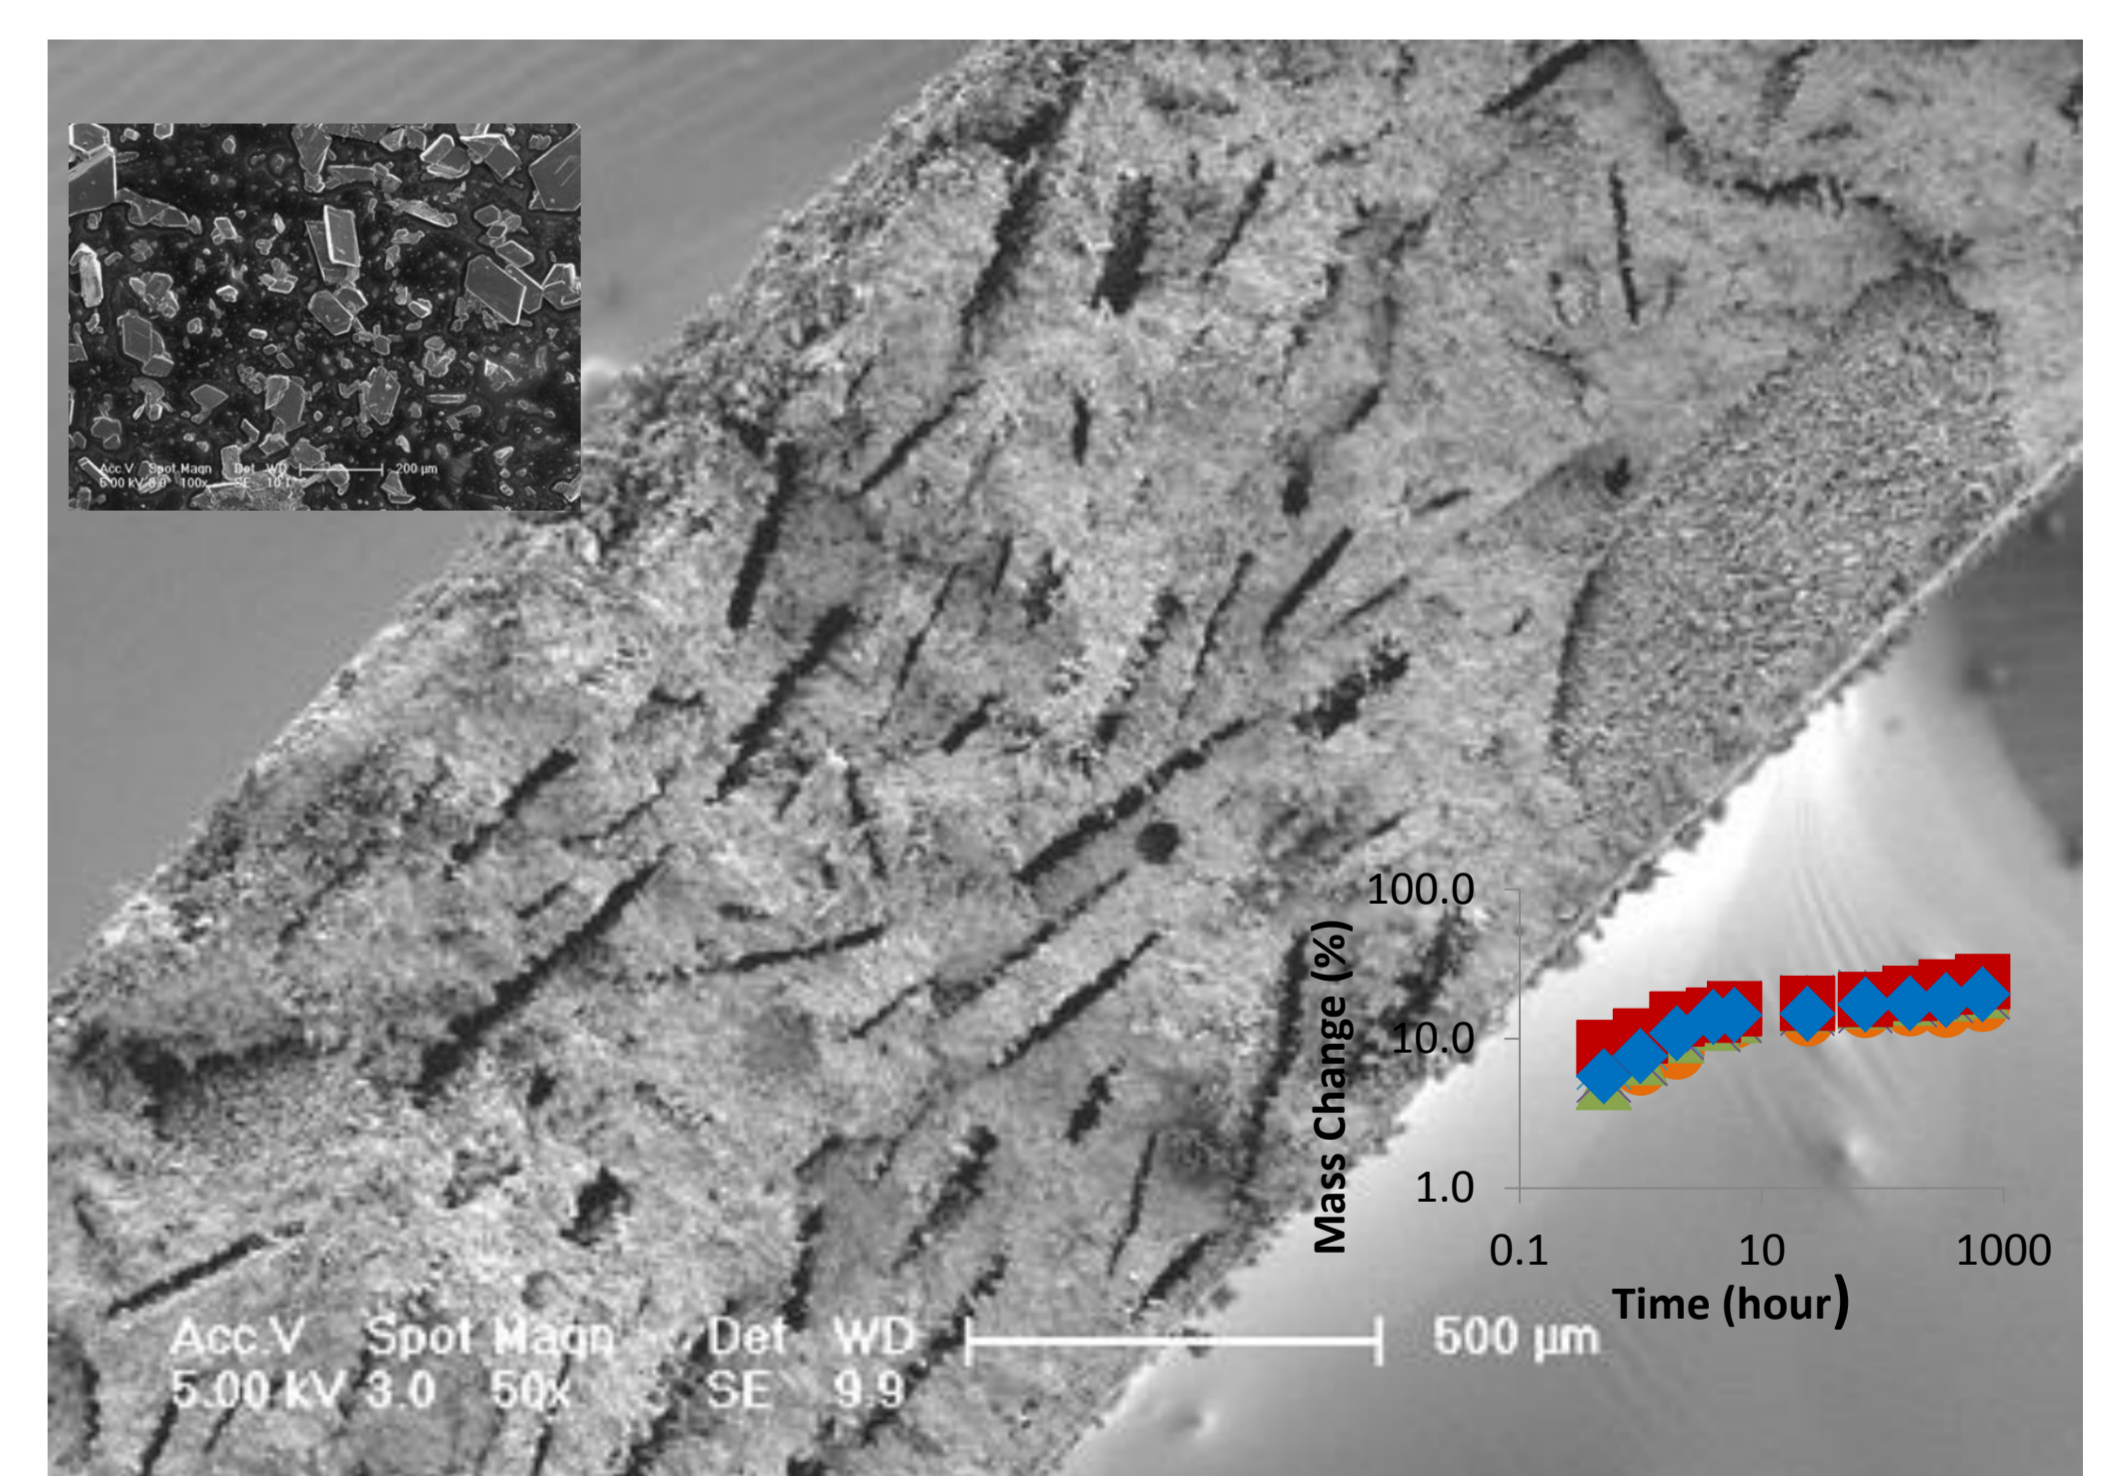 Acc.V Spot Magn Det WD 200 µm
5.00 kV 100x SE
100.0
10.0
1.0
Mass Change (%)
0.1 10 1000
Time (hour)
Acc.V Spot Magn Det WD 500 µm
5.00 kV 3.0 50x SE 9.9